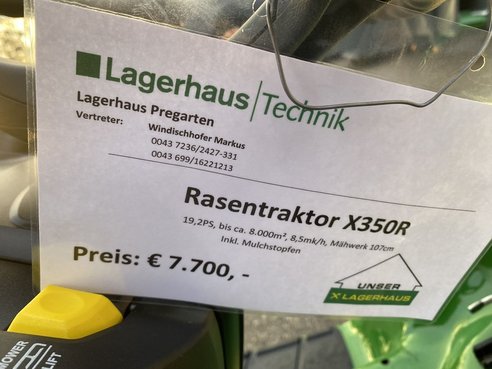 Lagerhaus Technik
Lagerhaus Pregarten
Vertreter: Windischhofer Markus
0043 7236/2427-331
0043 699/16221213
Rasentraktor X350R
19,2PS, bis ca. 8.000m², 8,5mk/h, Mähwerk 107cm
Inkl. Mulchstopfen
Preis: € 7.700,-
UNSER
X LAGERHAUS
MOWER
LIFT